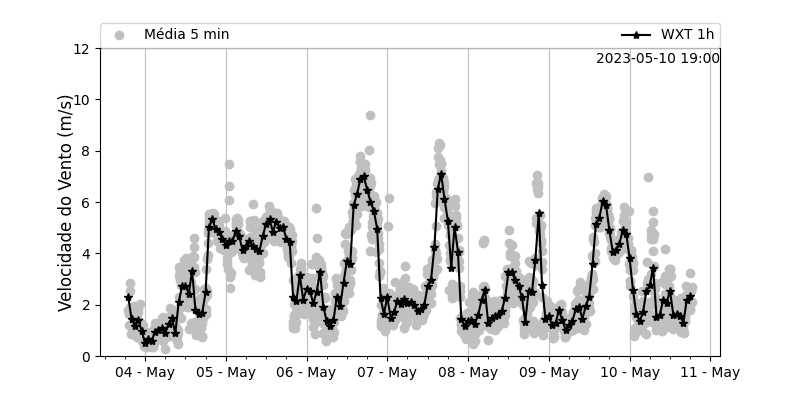 Média 5 min
WXT 1h
2023-05-10 19:00
Velocidade do Vento (m/s)
12
10
8
6
4
2
0
04 - May
05 - May
06 - May
07 - May
08 - May
09 - May
10 - May
11 - May